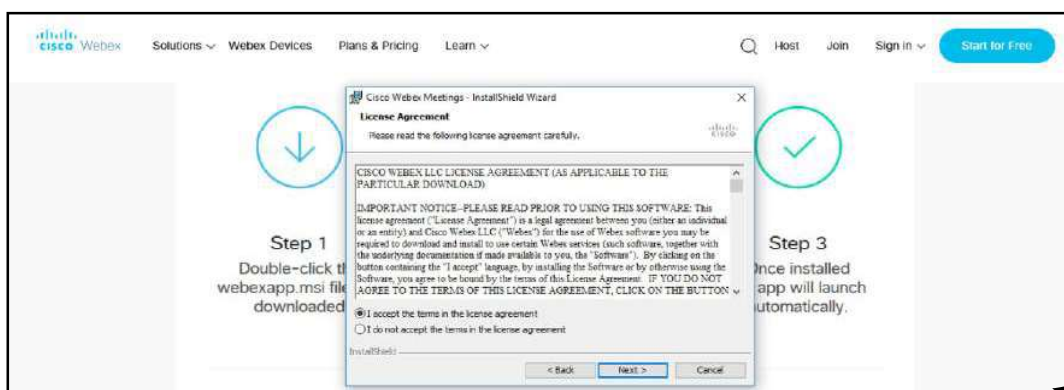 cisco Webex Solutions Webex Devices Plans & Pricing Learn Host Join Sign in Start for Free
Cisco Webex Meetings - InstallShield Wizard
License Agreement
Please read the following license agreement carefully.
cisco
CISCO WEBEX LLC LICENSE AGREEMENT (AS APPLICABLE TO THE
PARTICULAR DOWNLOAD)
IMPORTANT NOTICE--PLEASE READ PRIOR TO USING THIS SOFTWARE: This
license agreement ("License Agreement") is a legal agreement between you (either an individual
or an entity) and Cisco Webex LLC ("Webex") for the use of Webex software you may be
required to download and install to use certain Webex services (such software, together with
the underlying documentation if made available to you, the "Software"). By clicking on the
button containing the "I accept" language, by installing the Software or by otherwise using the
Software, you agree to be bound by the terms of this License Agreement. IF YOU DO NOT
AGREE TO THE TERMS OF THIS LICENSE AGREEMENT, CLICK ON THE BUTTON
I accept the terms in the license agreement
I do not accept the terms in the license agreement
InstallShield
< Back Next > Cancel
Step 1
Double-click th
webexapp.msi file
downloaded
Step 3
Once installed
app will launch
automatically.